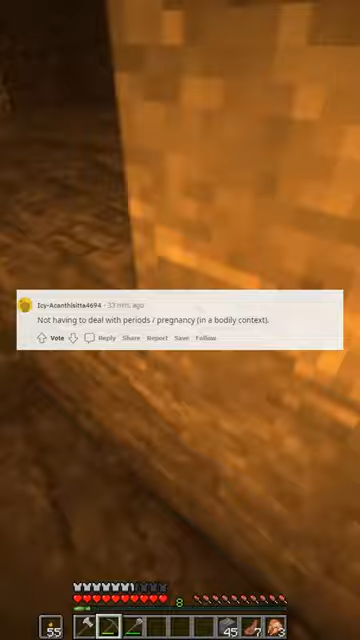 Icy-Acanthisitta4694 · 33 min. ago
Not having to deal with periods / pregnancy (in a bodily context).
Vote Reply Share Report Save Follow
8
55 45 7 3